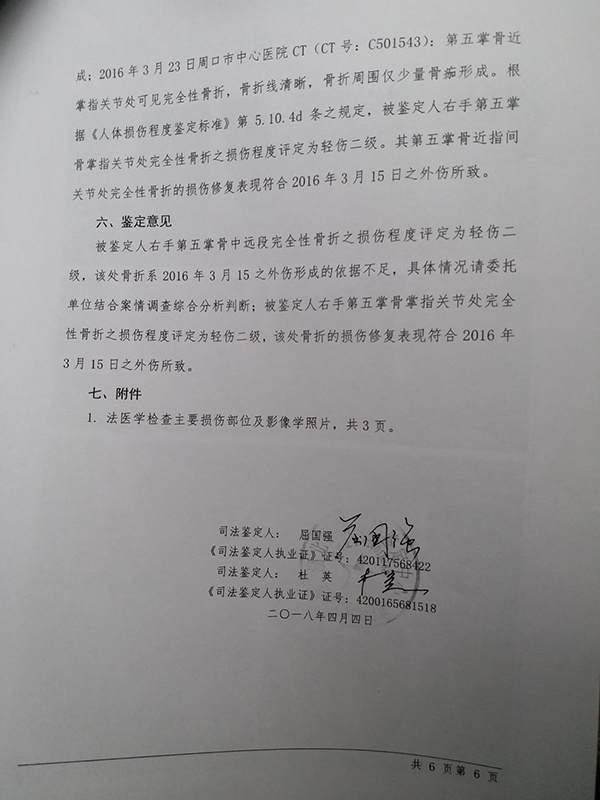 成；2016 年 3 月 23 日周口市中心医院 CT（CT 号：C501543）：第五掌骨近
掌指关节处可见完全性骨折，骨折线清晰，骨折周围仅少量骨痂形成。根
据《人体损伤程度鉴定标准》第 5.10.4d 条之规定，被鉴定人右手第五掌
骨掌指关节处完全性骨折之损伤程度评定为轻伤二级。其第五掌骨近指间
关节处完全性骨折的损伤修复表现符合 2016 年 3 月 15 日之外伤所致。
六、鉴定意见
被鉴定人右手第五掌骨中远段完全性骨折之损伤程度评定为轻伤二
级，该处骨折系 2016 年 3 月 15 之外伤形成的依据不足，具体情况请委托
单位结合案情调查综合分析判断；被鉴定人右手第五掌骨掌指关节处完全
性骨折之损伤程度评定为轻伤二级，该处骨折的损伤修复表现符合 2016 年
3 月 15 日之外伤所致。
七、附件
1. 法医学检查主要损伤部位及影像学照片，共 3 页。
司法鉴定人： 屈国强 屈国强
《司法鉴定人执业证》证号：420117568422
司法鉴定人： 杜 英 杜英
《司法鉴定人执业证》证号：4200165681518
二〇一八年四月四日
共 6 页第 6 页